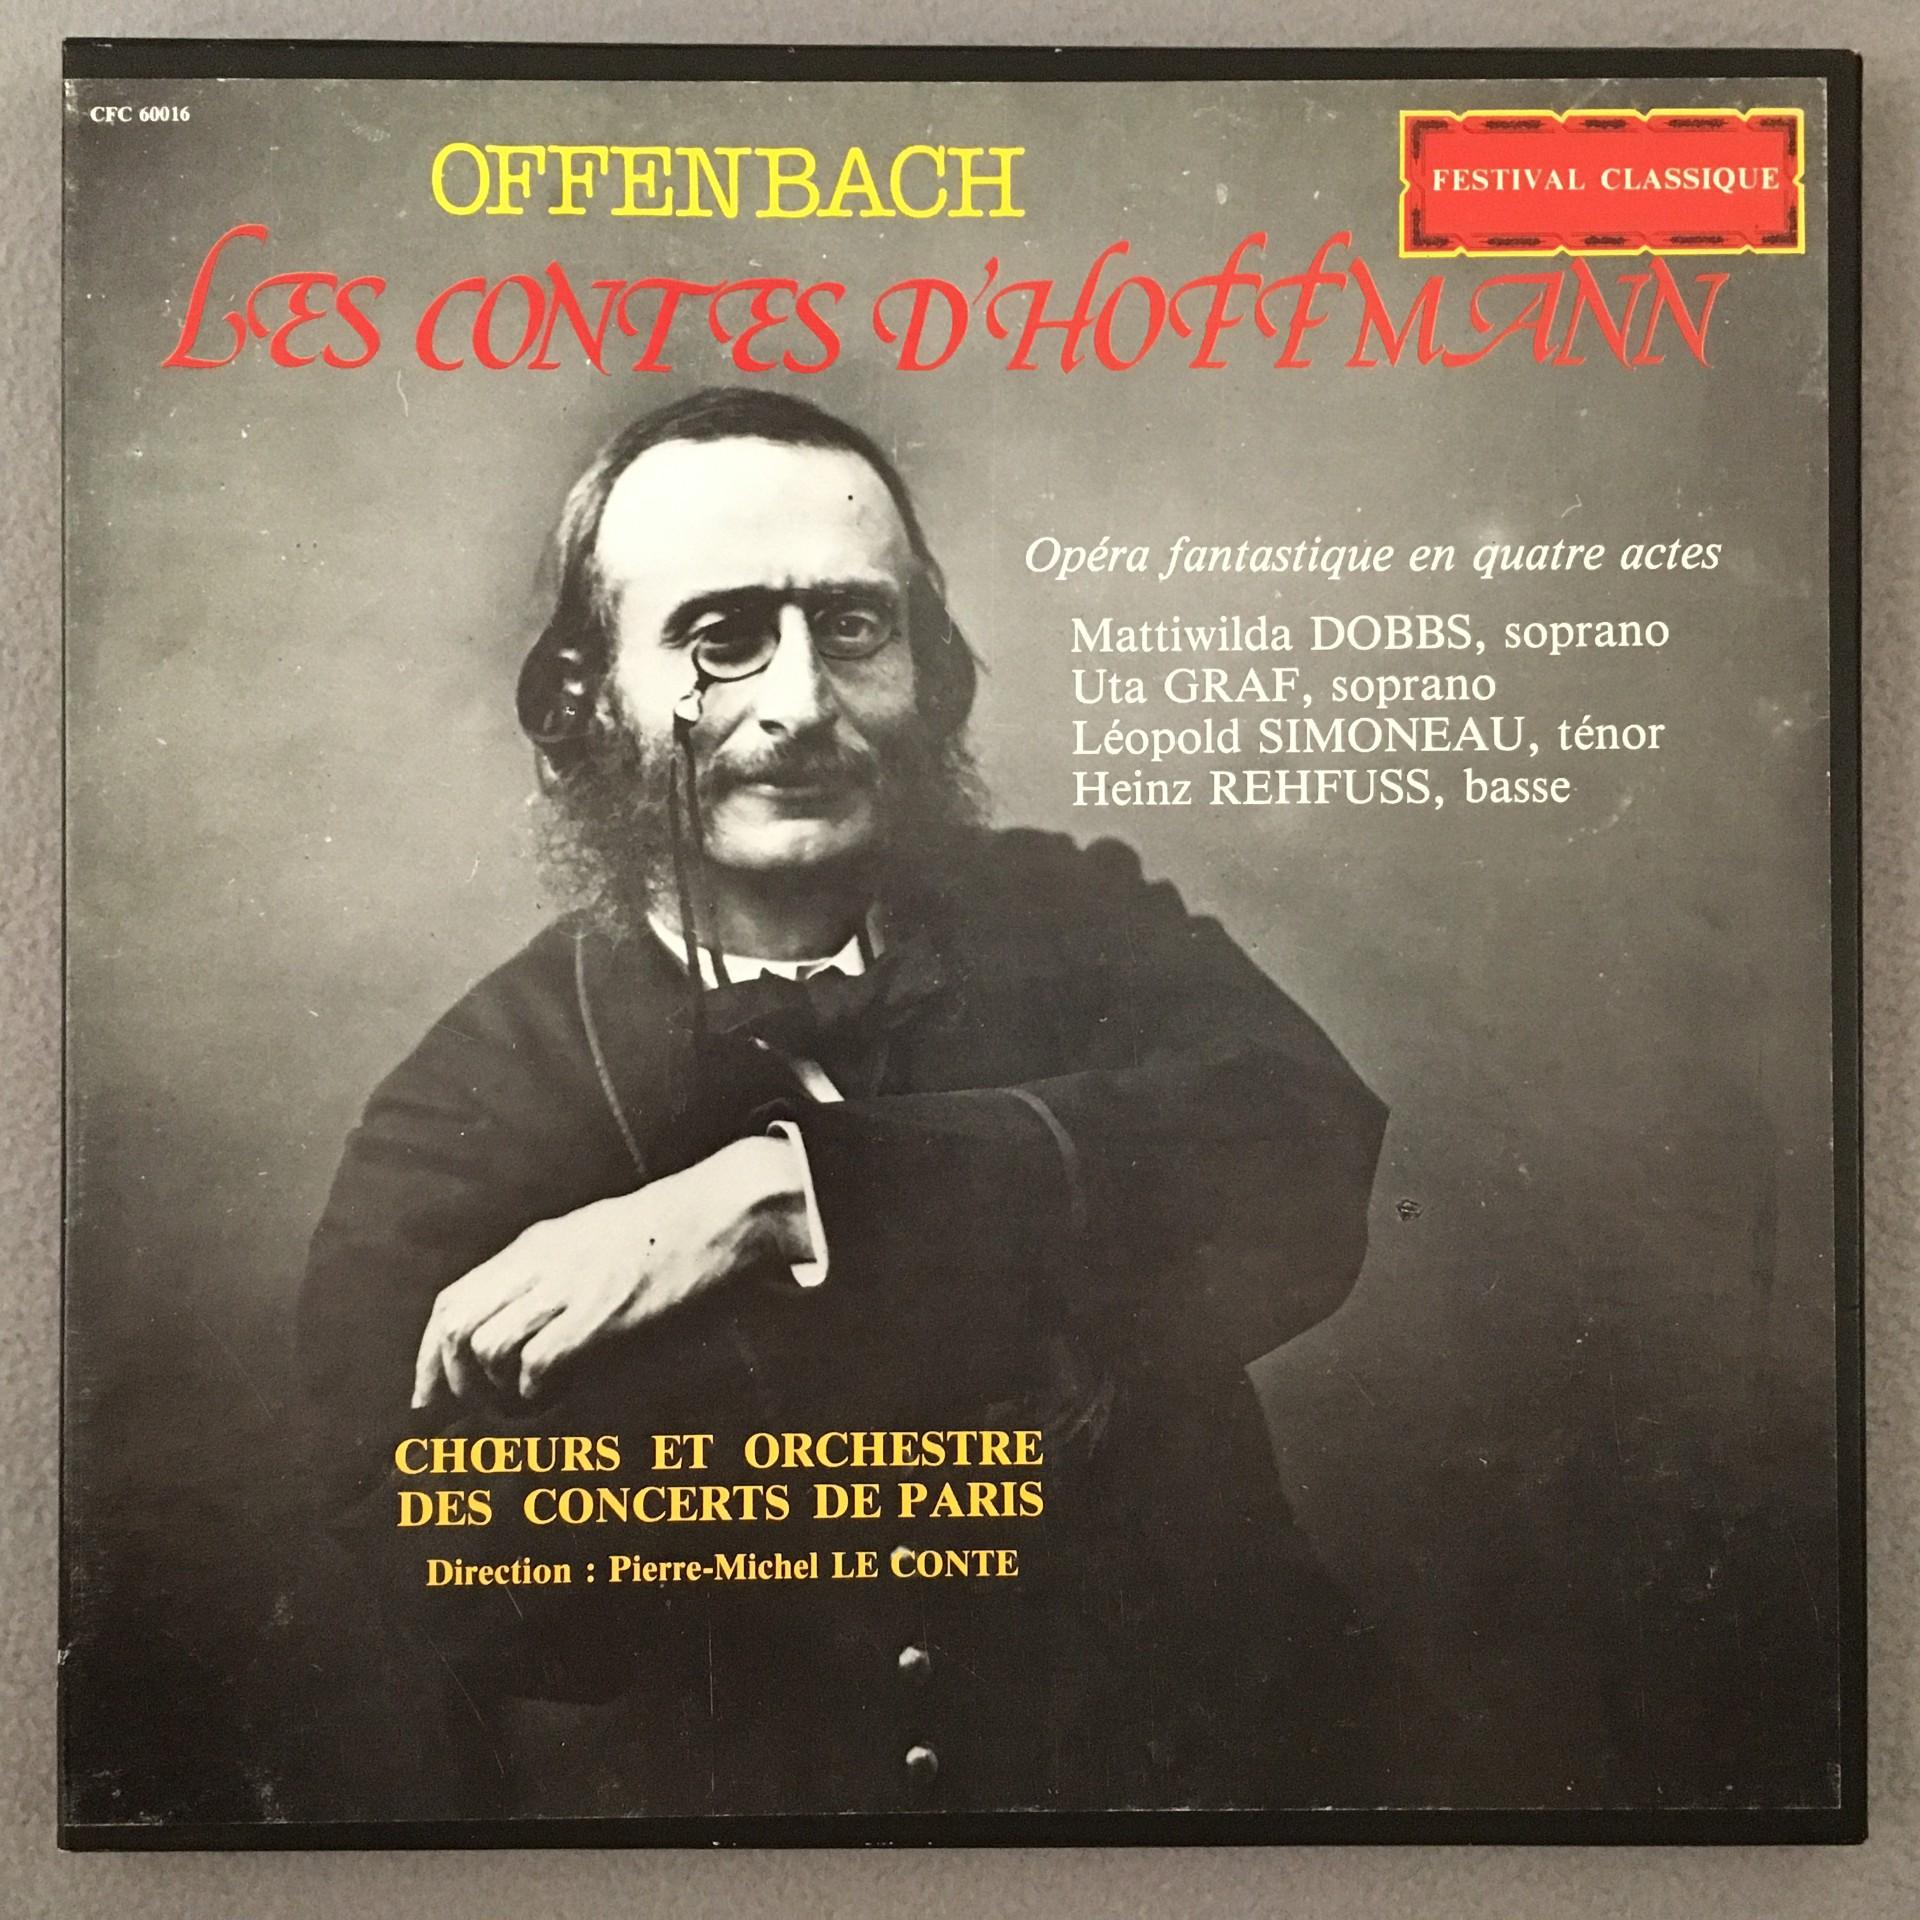 CFC 60016
FESTIVAL CLASSIQUE
OFFENBACH
LES CONTES D'HOFFMANN
Opéra fantastique en quatre actes
Mattiwilda DOBBS, soprano
Uta GRAF, soprano
Léopold SIMONEAU, ténor
Heinz REHFUSS, basse
CHŒURS ET ORCHESTRE
DES CONCERTS DE PARIS
Direction : Pierre-Michel LE CONTE